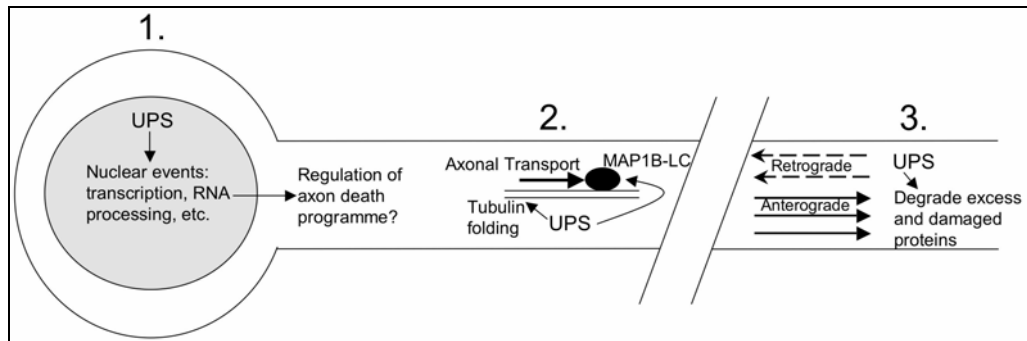 1.
UPS
Nuclear events:
transcription, RNA
processing, etc.
Regulation of
axon death
programme?
2.
Axonal Transport
MAP1B-LC
Tubulin
folding
UPS
3.
Retrograde
Anterograde
UPS
Degrade excess
and damaged
proteins